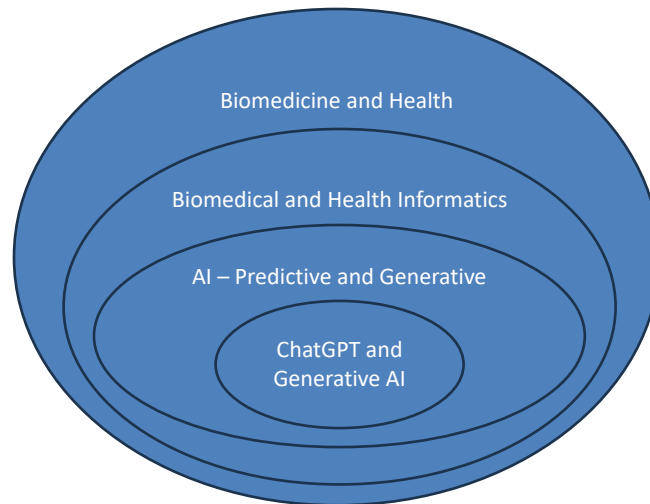 Biomedicine and Health
Biomedical and Health Informatics
AI – Predictive and Generative
ChatGPT and
Generative AI